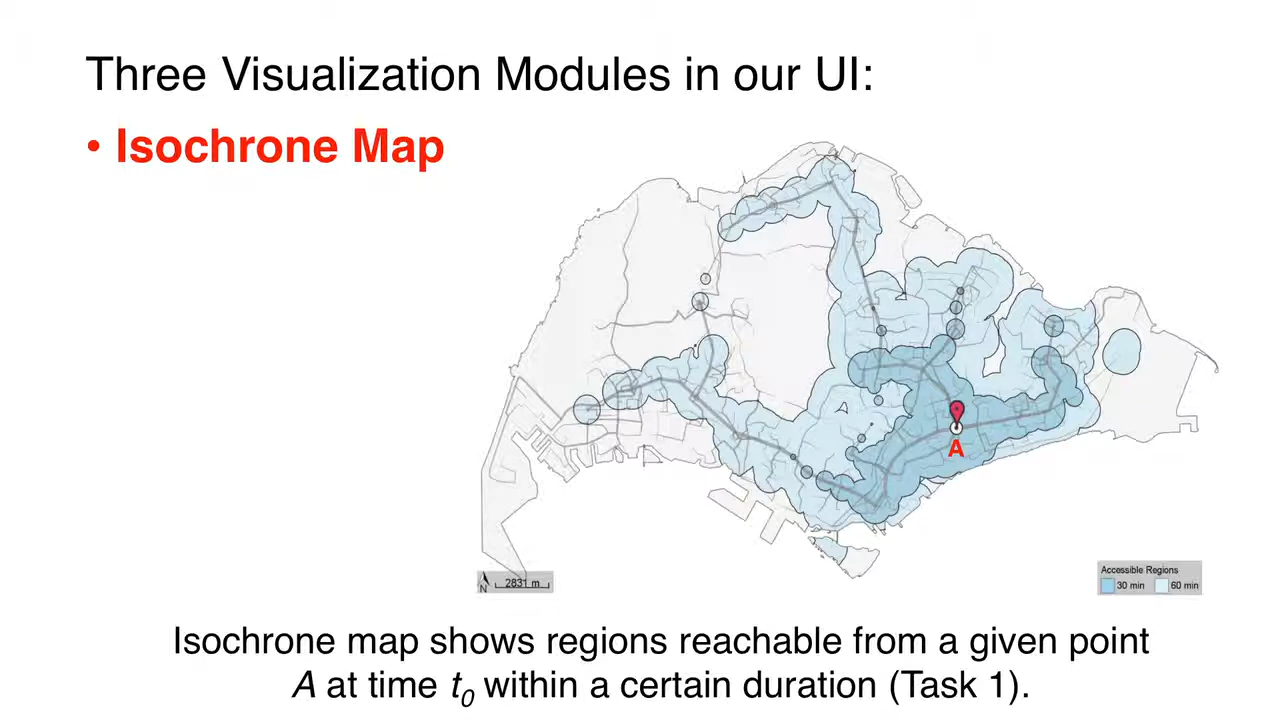 Three Visualization Modules in our UI:
• Isochrone Map
A
N
2831 m
Accessible Regions
30 min 60 min
Isochrone map shows regions reachable from a given point
A at time t0 within a certain duration (Task 1).